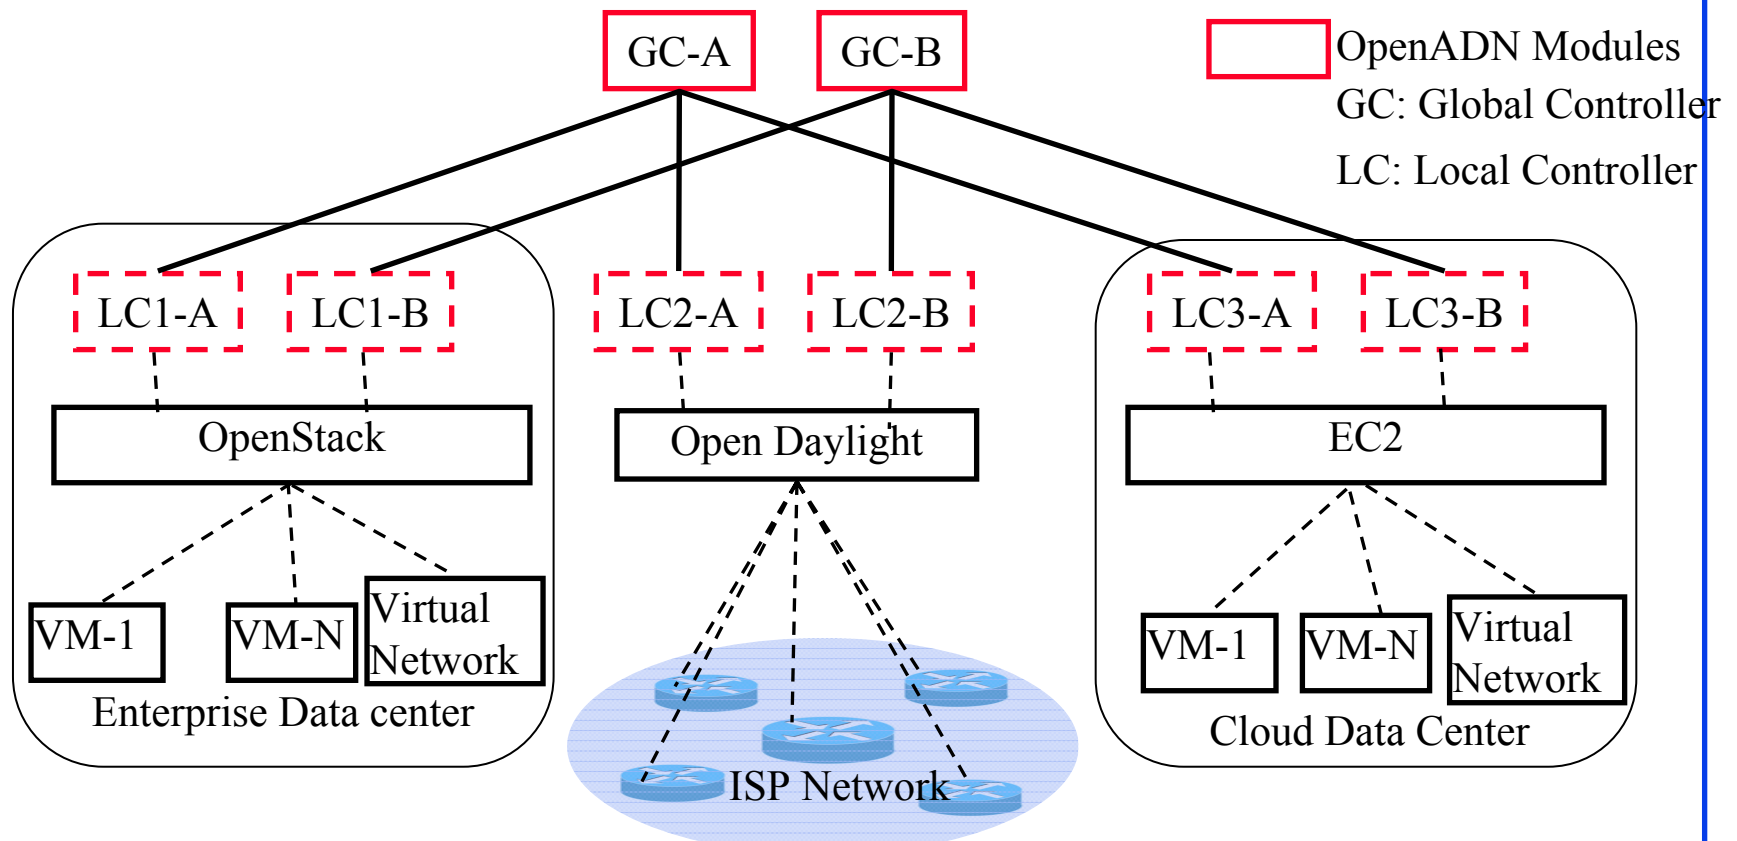 GC-A
GC-B
OpenADN Modules
GC: Global Controller
LC: Local Controller
LC1-A
LC1-B
LC2-A
LC2-B
LC3-A
LC3-B
OpenStack
Open Daylight
EC2
VM-1
VM-N
Virtual
Network
Enterprise Data center
ISP Network
VM-1
VM-N
Virtual
Network
Cloud Data Center